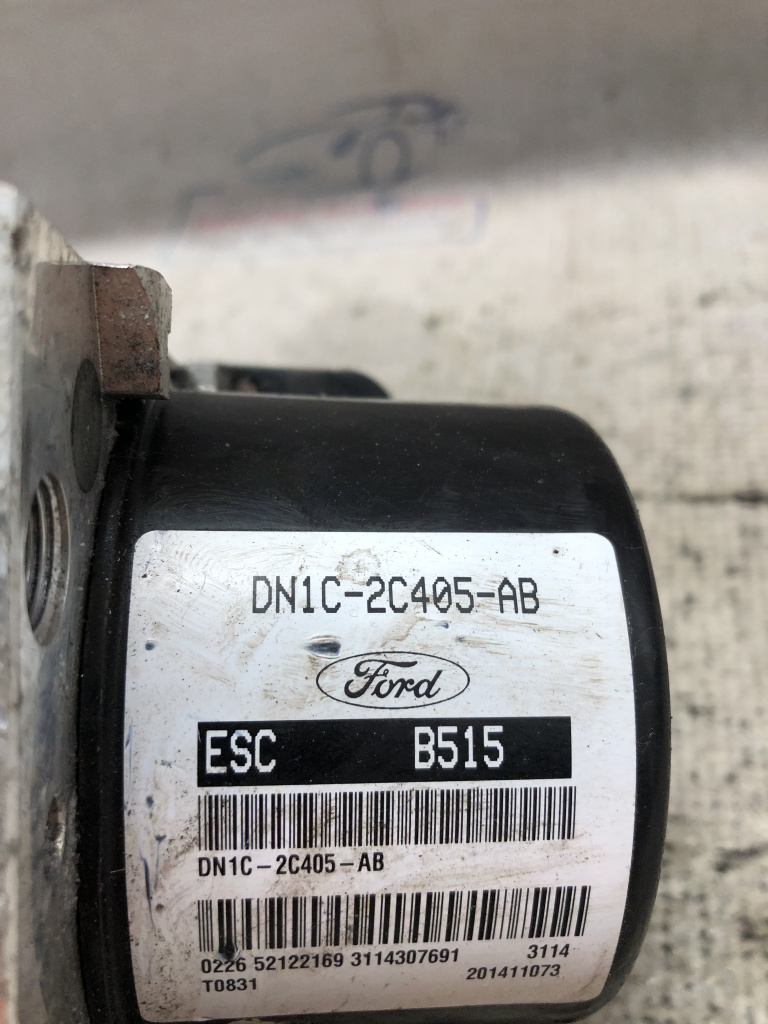 DN1C-2C405-AB
Ford
ESC B515
DN1C-2C405-AB
0226 52122169 3114307691 3114
T0831 201411073